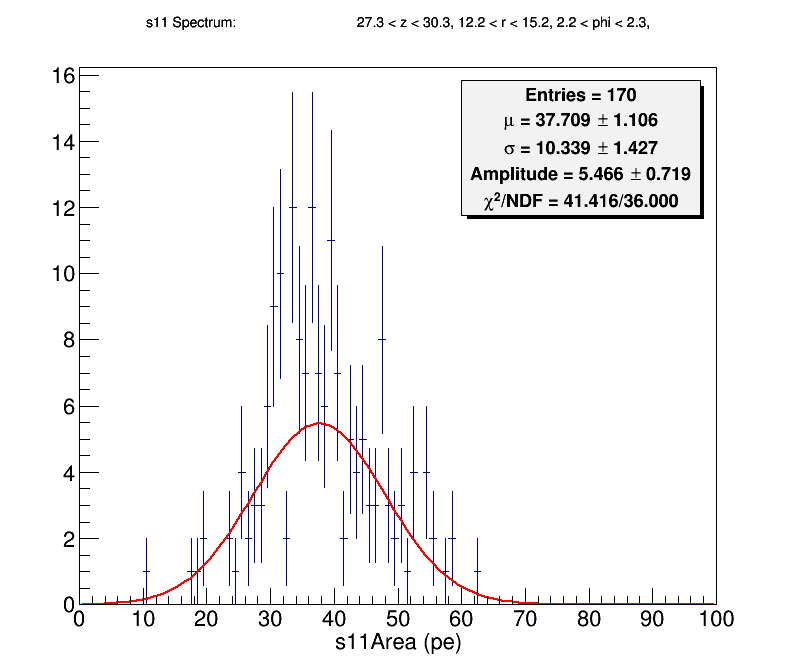 s11 Spectrum: 27.3 < z < 30.3, 12.2 < r < 15.2, 2.2 < phi < 2.3,
Entries = 170
μ = 37.709 ± 1.106
σ = 10.339 ± 1.427
Amplitude = 5.466 ± 0.719
χ²/NDF = 41.416/36.000
16
14
12
10
8
6
4
2
0
0 10 20 30 40 50 60 70 80 90 100
s11Area (pe)